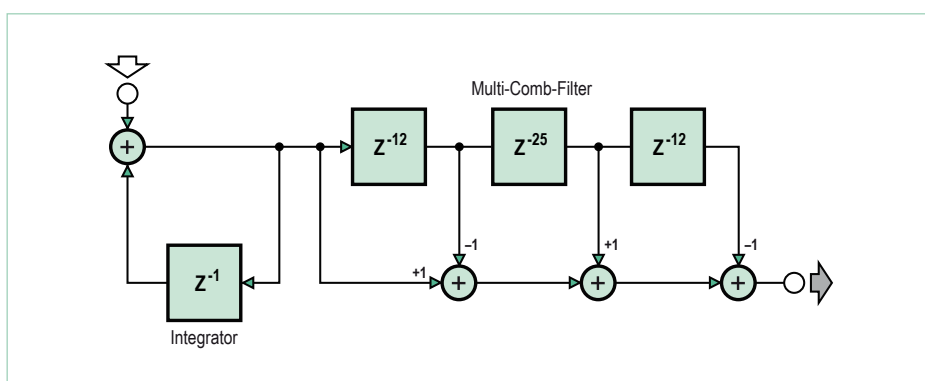 Multi-Comb-Filter
+
Z-12
Z-25
Z-12
Z-1
–1
+1
–1
+1
+
+
+
Integrator